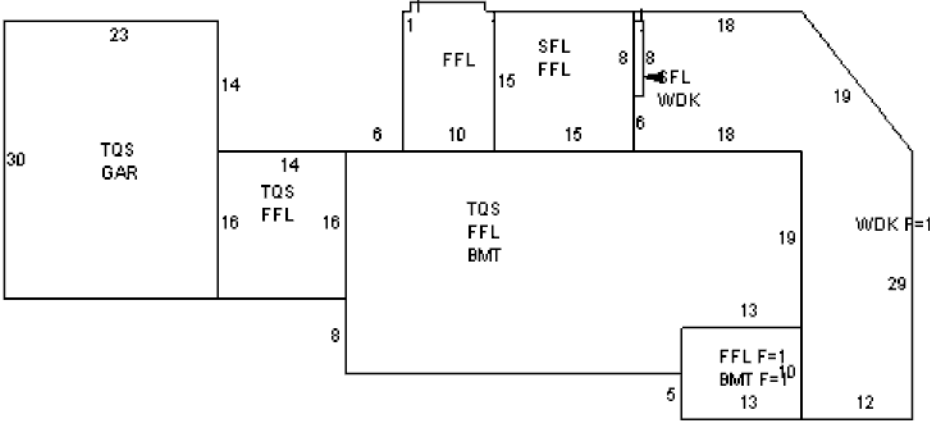 23
1
18
14
FFL
SFL
FFL
15
8
8
SFL
WDK
19
6
10
15
6
18
30
TQS
GAR
14
TQS
FFL
16
16
TQS
FFL
BMT
19
WDK F=1
29
13
8
FFL F=1
BMT F=1
10
5
13
12